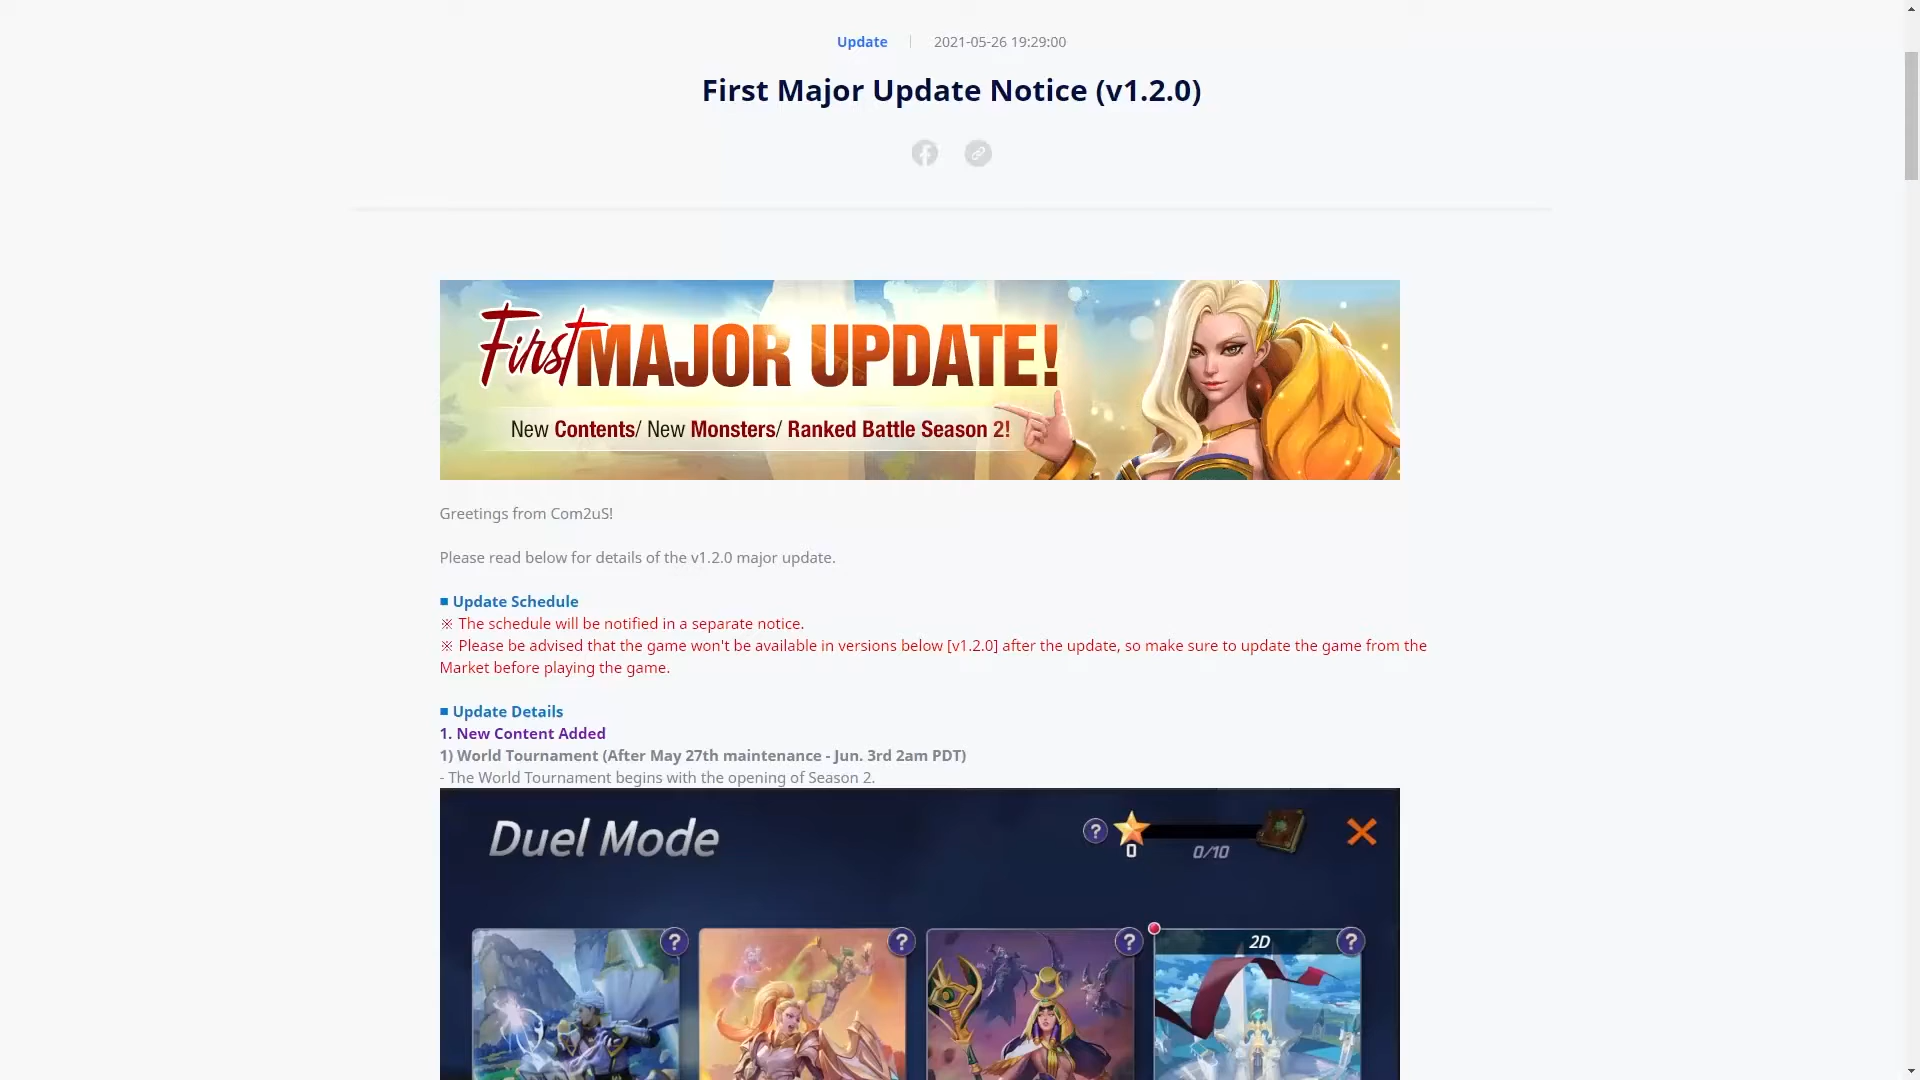 Update
2021-05-26 19:29:00
First Major Update Notice (v1.2.0)
First MAJOR UPDATE!
New Contents/ New Monsters/ Ranked Battle Season 2!
Greetings from Com2uS!
Please read below for details of the v1.2.0 major update.
■ Update Schedule
※ The schedule will be notified in a separate notice.
※ Please be advised that the game won't be available in versions below [v1.2.0] after the update, so make sure to update the game from the
Market before playing the game.
■ Update Details
1. New Content Added
1) World Tournament (After May 27th maintenance - Jun. 3rd 2am PDT)
- The World Tournament begins with the opening of Season 2.
Duel Mode
?
0
0/10
? ? ? 2D ?